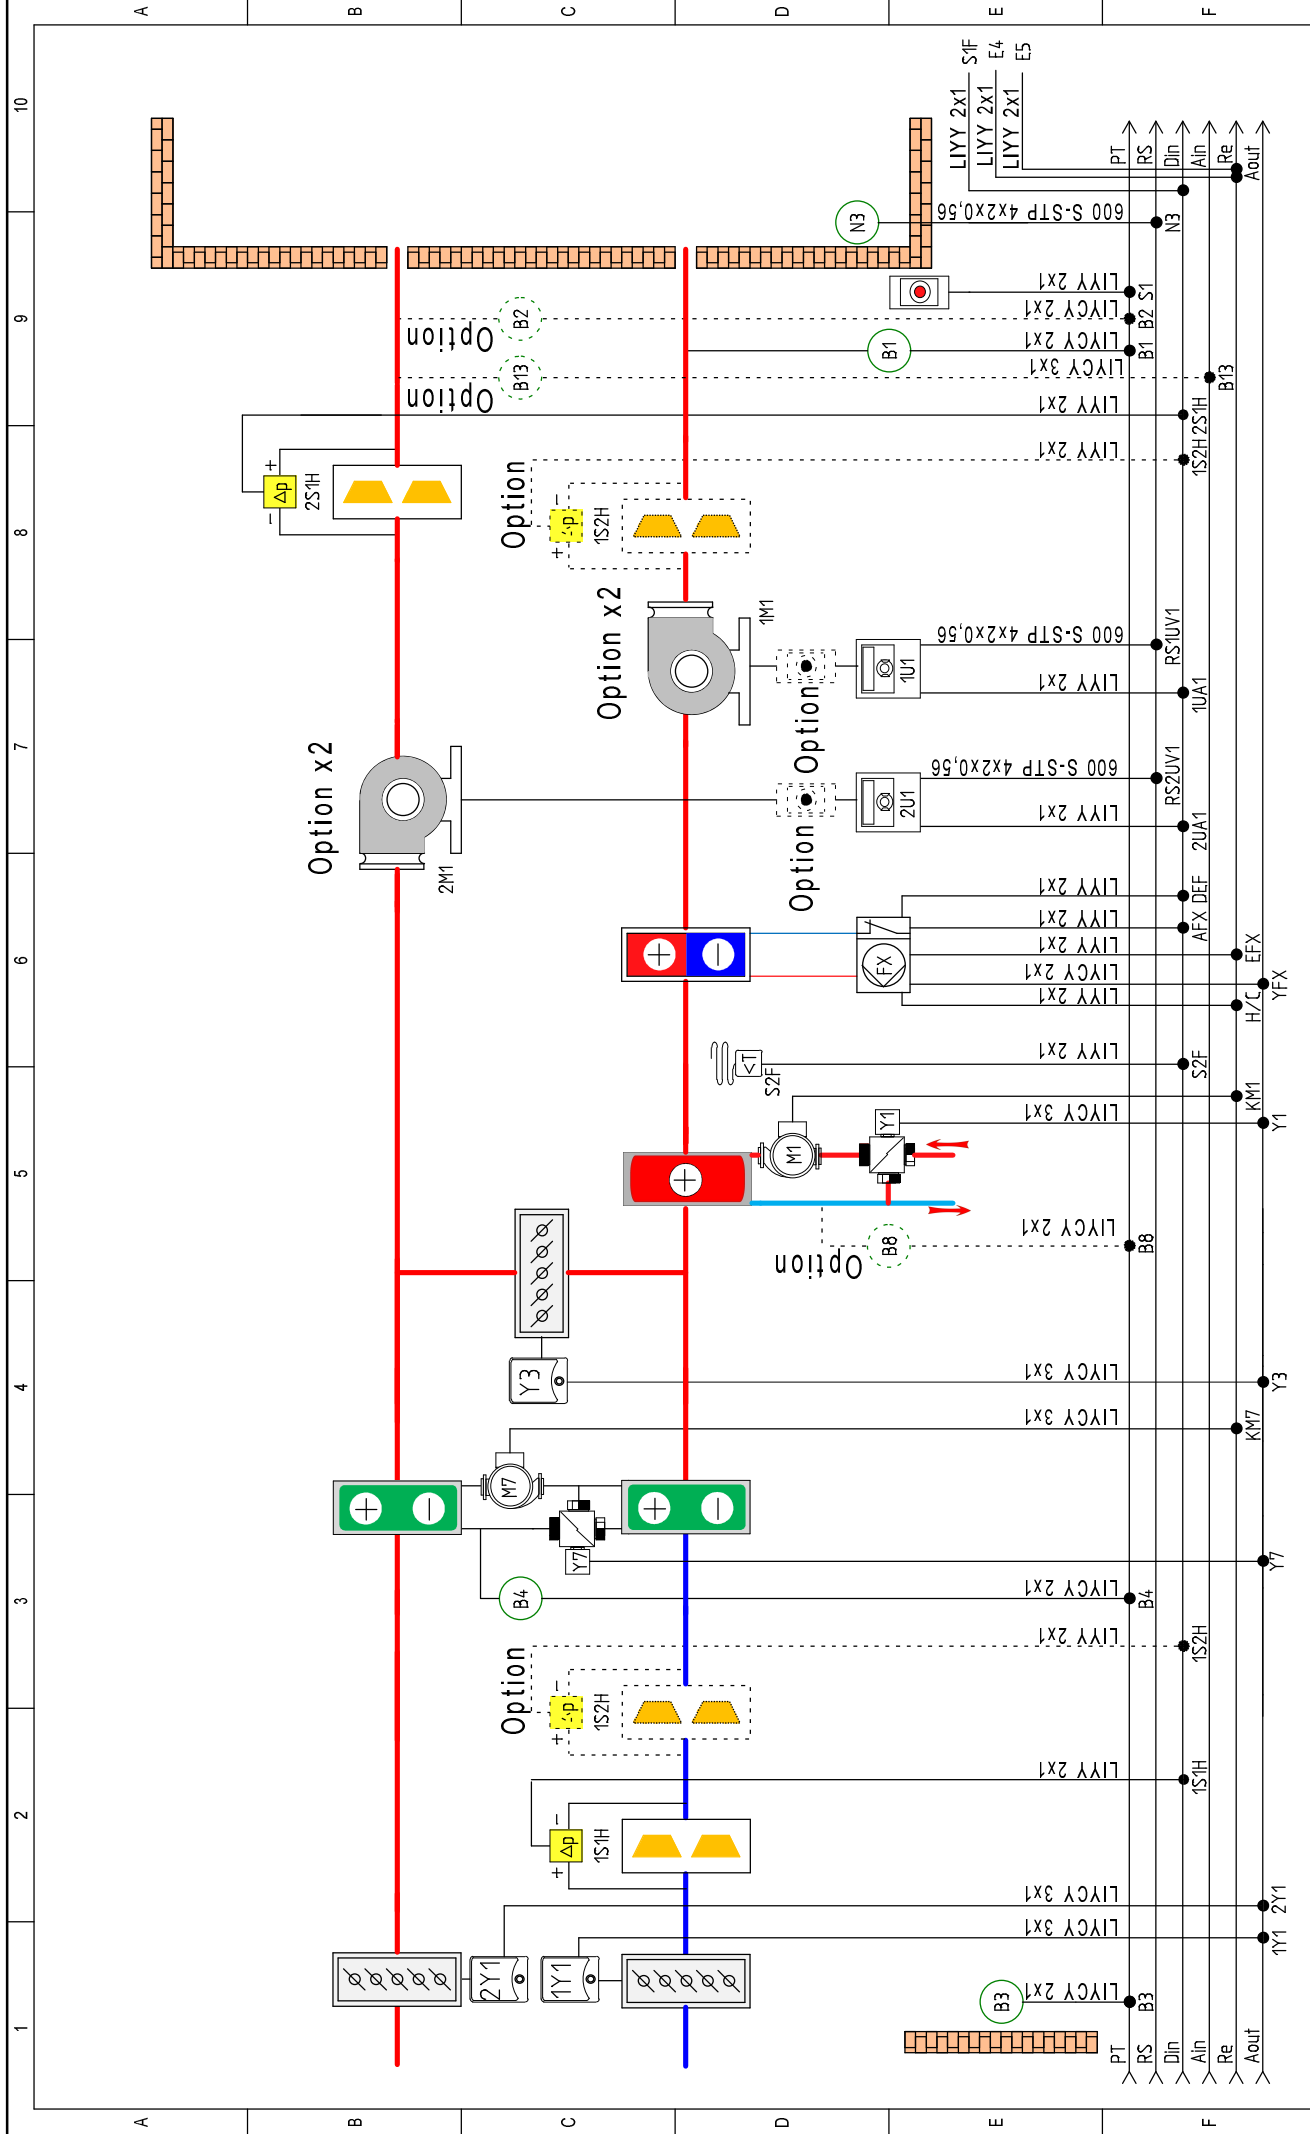 A
B
C
D
E
F
10
9
8
7
6
5
4
3
2
1
S1F
E4
E5
LIYY 2x1
LIYY 2x1
LIYY 2x1
PT
RS
Din
Ain
Re
Aout
N3
600 S-STP 4x2x0,56
N3
LIYY 2x1
S1
B2
Option
LIYCY 2x1
B2
B1
LIYCY 2x1
B1
B13
Option
LIYCY 3x1
B13
LIYY 2x1
2S1H
Δp
+
-
2S1H
LIYY 2x1
1S2H
Option
Δp
+
-
1S2H
Option x2
1M1
Option
1U1
600 S-STP 4x2x0,56
RS1UV1
LIYY 2x1
1UA1
Option x2
2M1
Option
2U1
600 S-STP 4x2x0,56
RS2UV1
LIYY 2x1
2UA1
+
-
FX
LIYY 2x1
DEF
LIYY 2x1
AFX
LIYY 2x1
EFX
LIYCY 2x1
YFX
LIYY 2x1
H/C
<T
S2F
LIYY 2x1
S2F
M1
KM1
Y1
LIYCY 3x1
Y1
+
Option
B8
LIYCY 2x1
B8
Y3
LIYCY 3x1
Y3
M7
LIYCY 3x1
KM7
+
-
+
-
Y7
Y7
B4
LIYCY 2x1
B4
Option
LIYY 2x1
1S2H
Δp
+
-
1S2H
LIYY 2x1
1S1H
Δp
+
-
1S1H
LIYCY 3x1
2Y1
2Y1
LIYCY 3x1
1Y1
1Y1
B3
LIYCY 2x1
B3
PT
RS
Din
Ain
Re
Aout
A
B
C
D
E
F